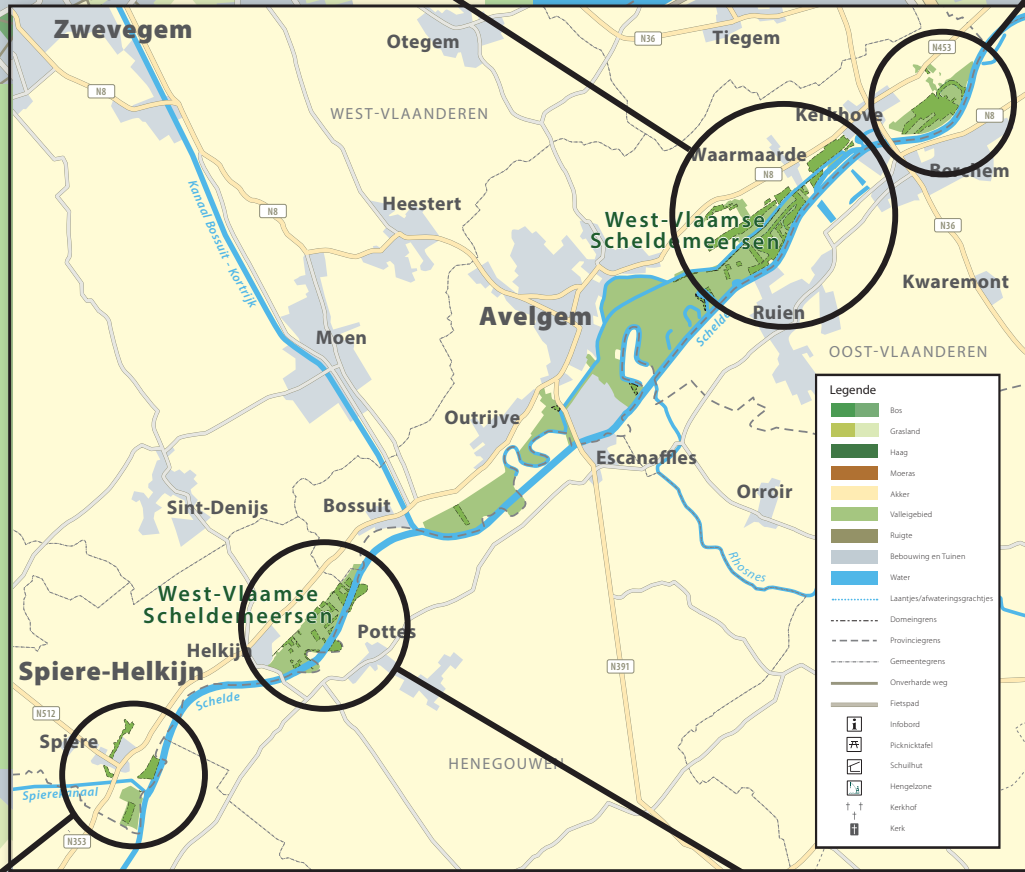 Zwevegem
Otegem
N36
Tiegem
N453
N8
WEST-VLAANDEREN
N8
Kerkhove
Waarmaarde
N8
Berchem
Kanaal Bossuit - Kortrijk
N8
Heestert
West-Vlaamse
Scheldemeersen
N36
Kwaremont
Avelgem
Ruien
Schelde
Moen
OOST-VLAANDEREN
Outrijve
Escanaffles
Orroir
Sint-Denijs
Bossuit
Rhosnes
West-Vlaamse
Scheldemeersen
Helkijn
Pottes
Spiere-Helkijn
Schelde
N391
N512
Spiere
HENEGOUWEN
Spierekanaal
N353
Legende
Bos
Grasland
Haag
Moeras
Akker
Valleigebied
Ruigte
Bebouwing en Tuinen
Water
Laantjes/afwateringsgrachtjes
Domeingrens
Provinciegrens
Gemeentegrens
Onverharde weg
Fietspad
Infobord
Picknicktafel
Schuilhut
Hengelzone
Kerkhof
Kerk